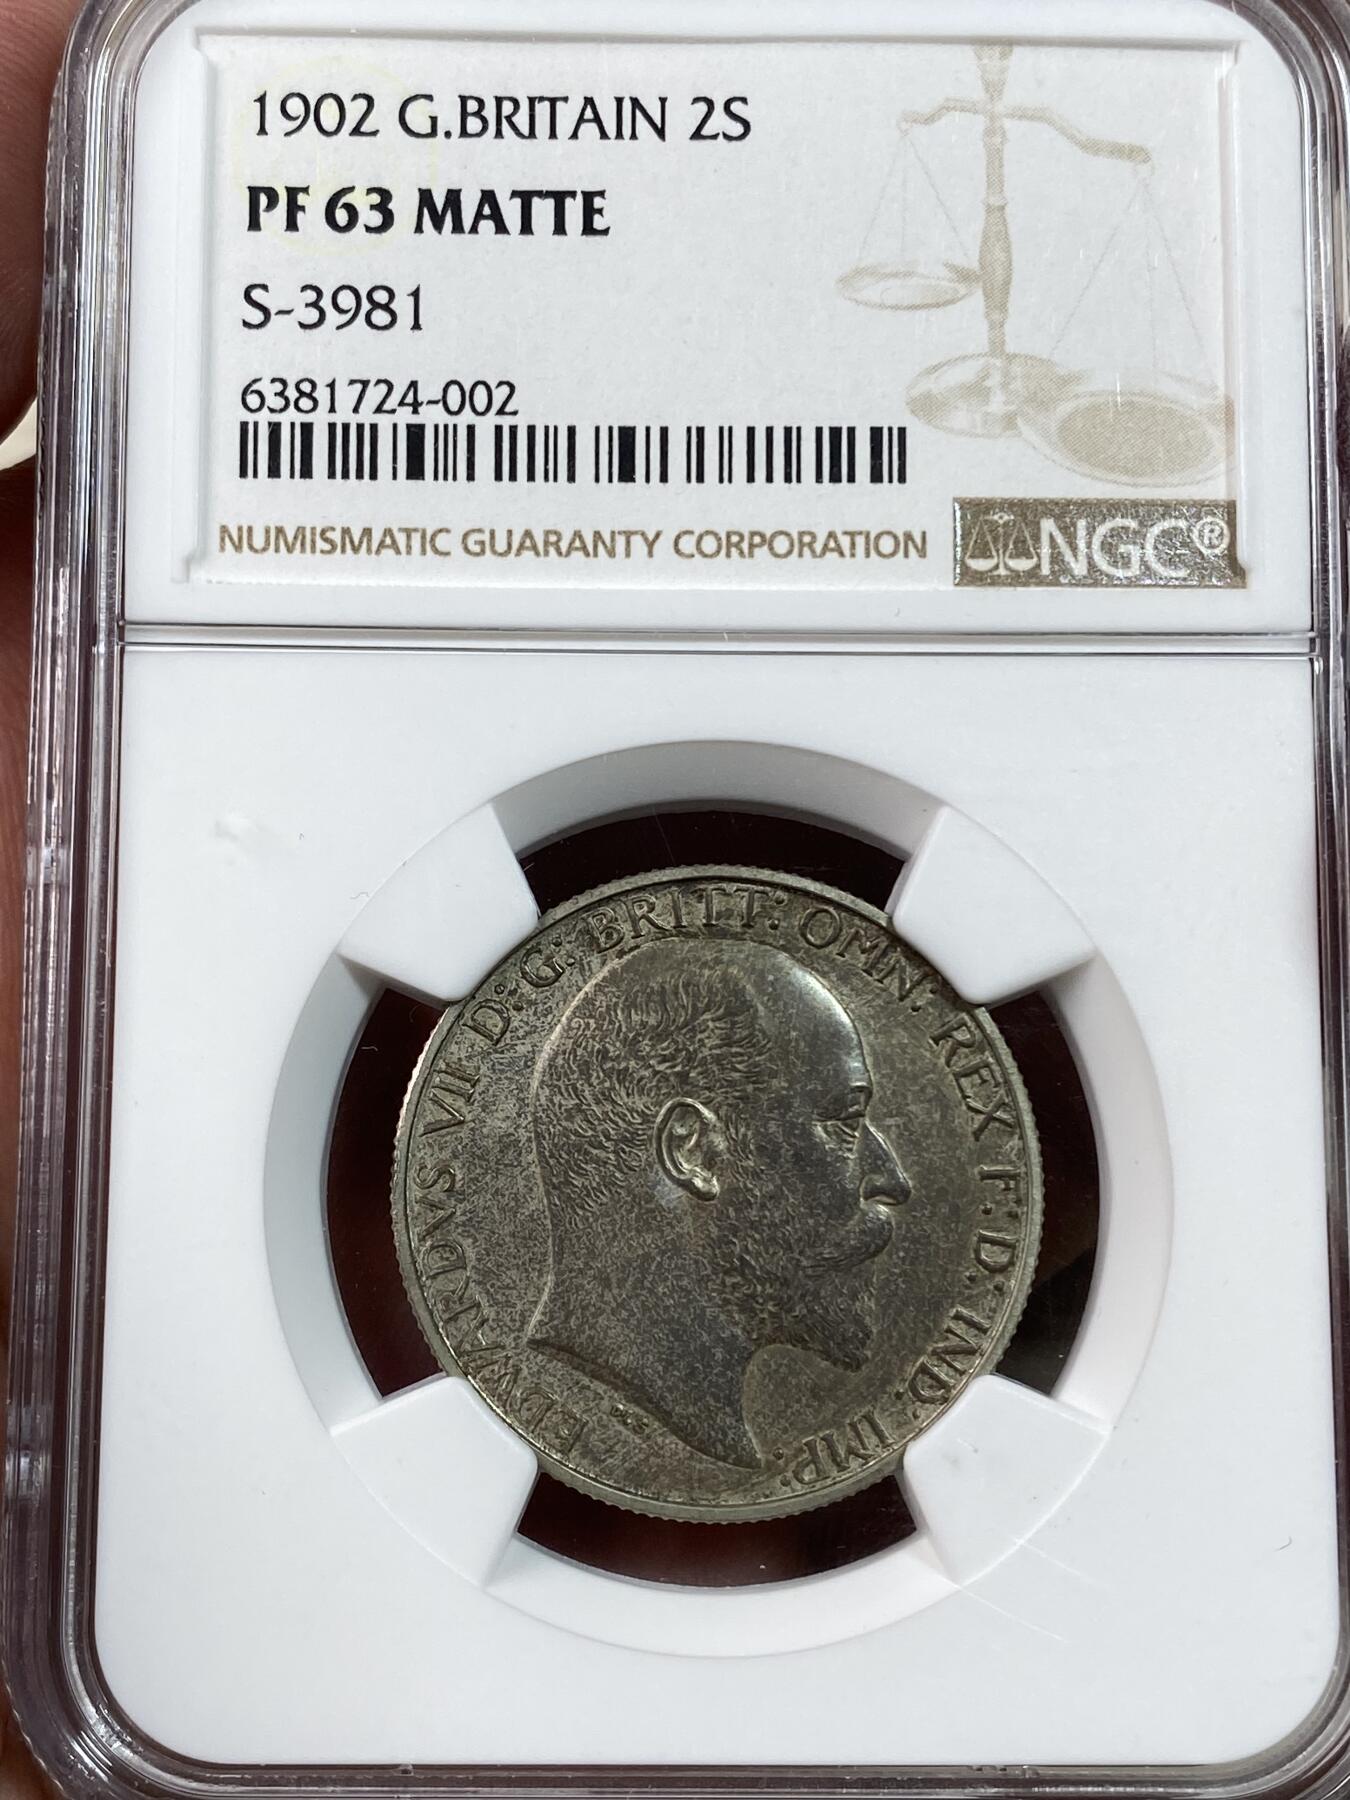 1902 G.BRITAIN 2S
PF 63 MATTE
S-3981
6381724-002
NUMISMATIC GUARANTY CORPORATION
NGC®
EDWARDVS VII D: G: BRITT: OMN: REX F: D: IND: IMP: